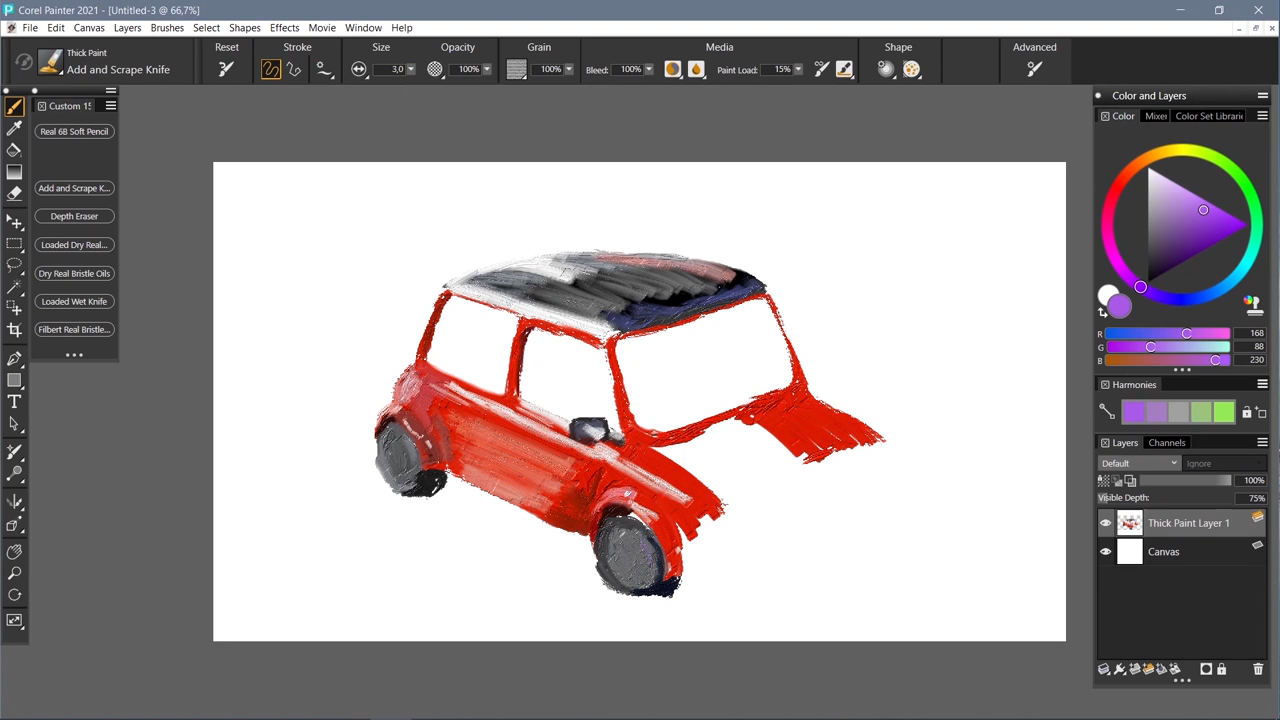 Corel Painter 2021 - [Untitled-3 @ 66,7%]
File Edit Canvas Layers Brushes Select Shapes Effects Movie Window Help
Thick Paint
Add and Scrape Knife
Reset Stroke Size Opacity Grain Media Shape Advanced
3,0 100% 100% Bleed: 100% Paint Load: 15%
Custom 15
Real 6B Soft Pencil
Add and Scrape K...
Depth Eraser
Loaded Dry Real...
Dry Real Bristle Oils
Loaded Wet Knife
Filbert Real Bristle...
Color and Layers
Color Mixer Color Set Librarie
R 168
G 88
B 230
Harmonies
Layers Channels
Default Ignore
100%
Visible Depth: 75%
Thick Paint Layer 1
Canvas